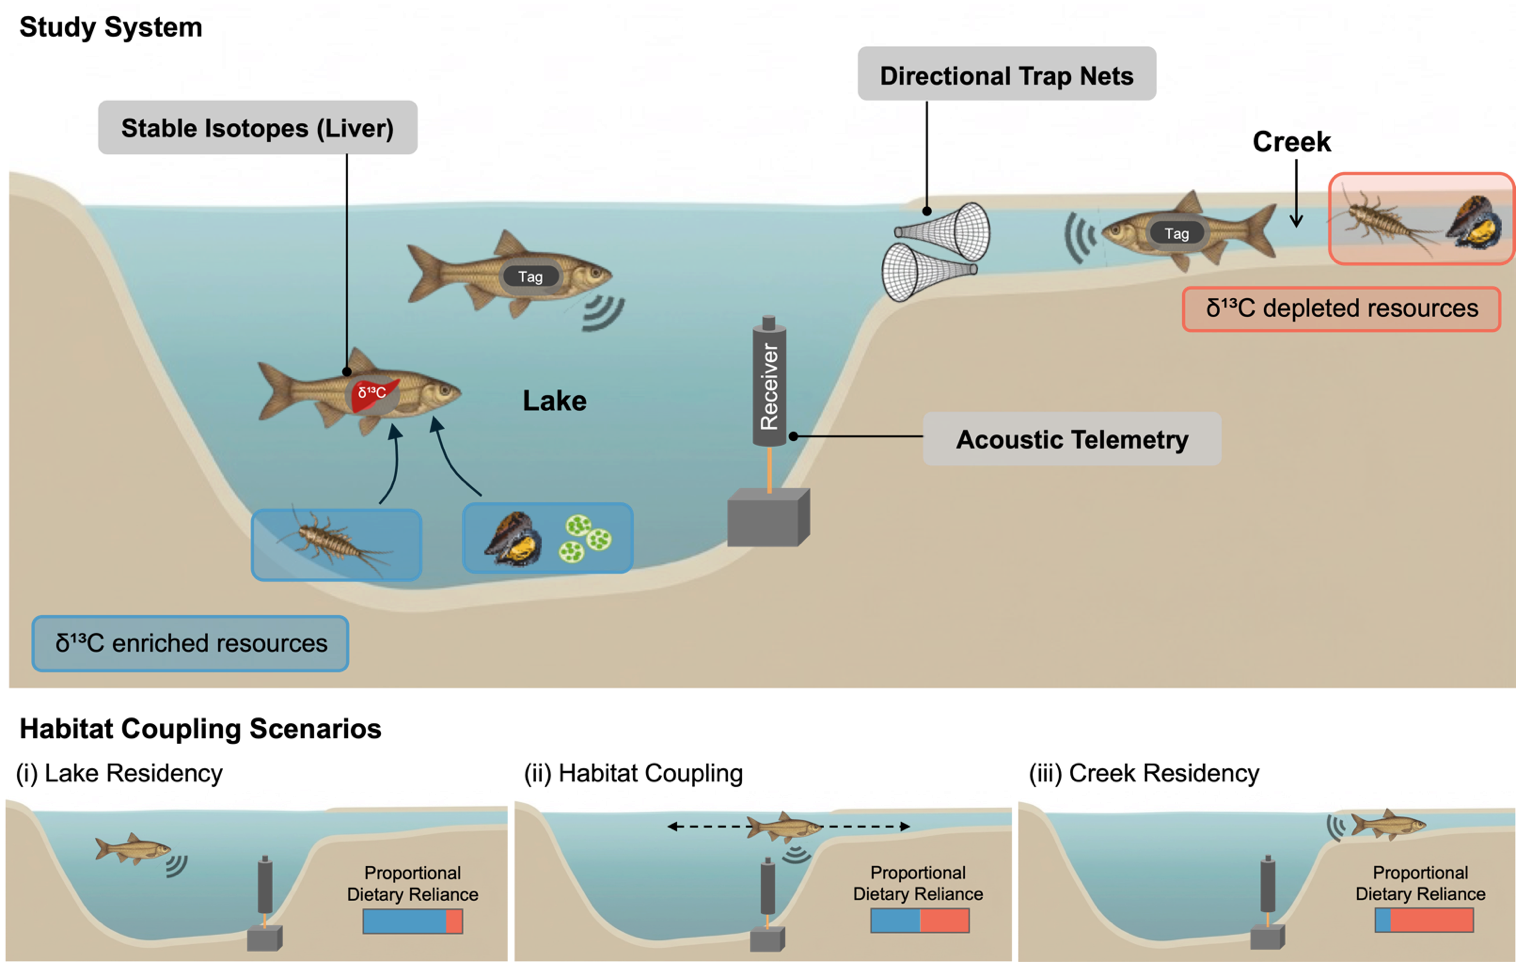 Study System
Directional Trap Nets
Stable Isotopes (Liver)
Creek
Tag
Tag
δ¹³C depleted resources
Receiver
δ¹³C
Lake
Acoustic Telemetry
δ¹³C enriched resources
Habitat Coupling Scenarios
(i) Lake Residency
(ii) Habitat Coupling
(iii) Creek Residency
Proportional
Dietary Reliance
Proportional
Dietary Reliance
Proportional
Dietary Reliance